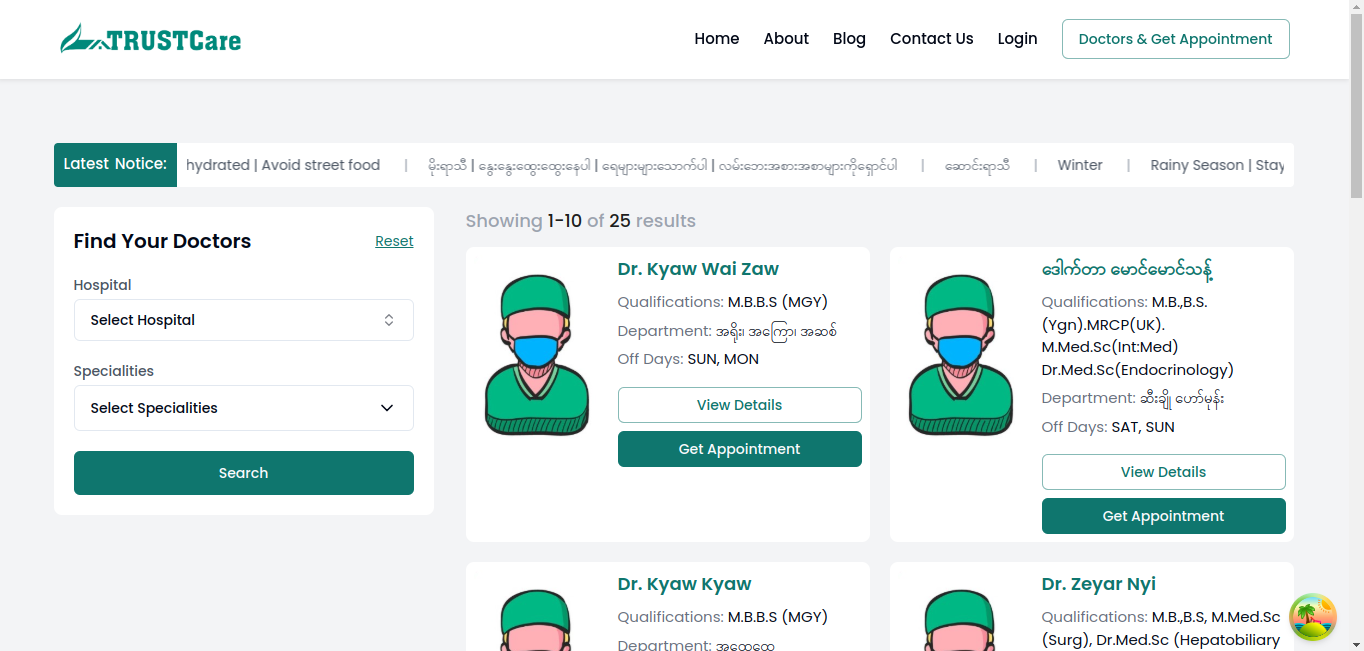 TRUSTCare
Home About Blog Contact Us Login Doctors & Get Appointment
Latest Notice: hydrated | Avoid street food | မိုးရာသီ | နွေးနွေးထွေးထွေးနေပါ | ရေများများသောက်ပါ | လမ်းဘေးအစားအစာများကိုရှောင်ပါ | ဆောင်းရာသီ | Winter | Rainy Season | Stay
Find Your Doctors Reset
Hospital
Select Hospital
Specialities
Select Specialities
Search
Showing 1-10 of 25 results
Dr. Kyaw Wai Zaw
Qualifications: M.B.B.S (MGY)
Department: အရိုး၊ အကြော၊ အဆစ်
Off Days: SUN, MON
View Details
Get Appointment
ဒေါက်တာ မောင်မောင်သန့်
Qualifications: M.B.,B.S.
(Ygn).MRCP(UK).
M.Med.Sc(Int:Med)
Dr.Med.Sc(Endocrinology)
Department: ဆီးချို ဟော်မုန်း
Off Days: SAT, SUN
View Details
Get Appointment
Dr. Kyaw Kyaw
Qualifications: M.B.B.S (MGY)
Department: အထွေထွေ
Dr. Zeyar Nyi
Qualifications: M.B.,B.S, M.Med.Sc
(Surg), Dr.Med.Sc (Hepatobiliary